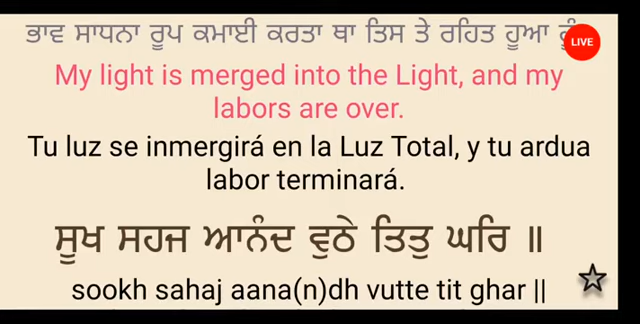 ਭਾਵ ਸਾਧਨਾ ਰੂਪ ਕਮਾਈ ਕਰਤਾ ਥਾ ਤਿਸ ਤੇ ਰਹਿਤ ਹੂਆ
LIVE
My light is merged into the Light, and my
labors are over.
Tu luz se inmergirá en la Luz Total, y tu ardua
labor terminará.
ਸੂਖ ਸਹਜ ਆਨੰਦ ਵੁਠੇ ਤਿਤੁ ਘਰਿ ॥
sookh sahaj aana(n)dh vutte tit ghar ||